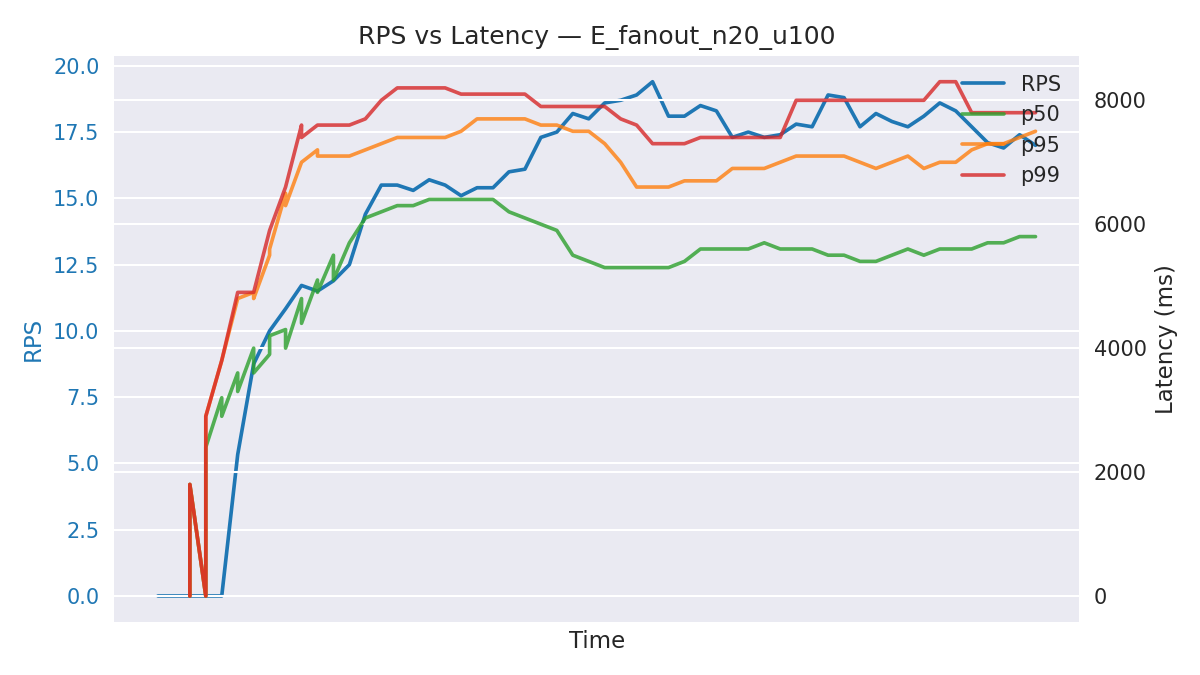 RPS vs Latency — E_fanout_n20_u100
20.0
17.5
15.0
12.5
10.0
7.5
5.0
2.5
0.0
RPS
8000
6000
4000
2000
0
Latency (ms)
RPS
p50
p95
p99
Time